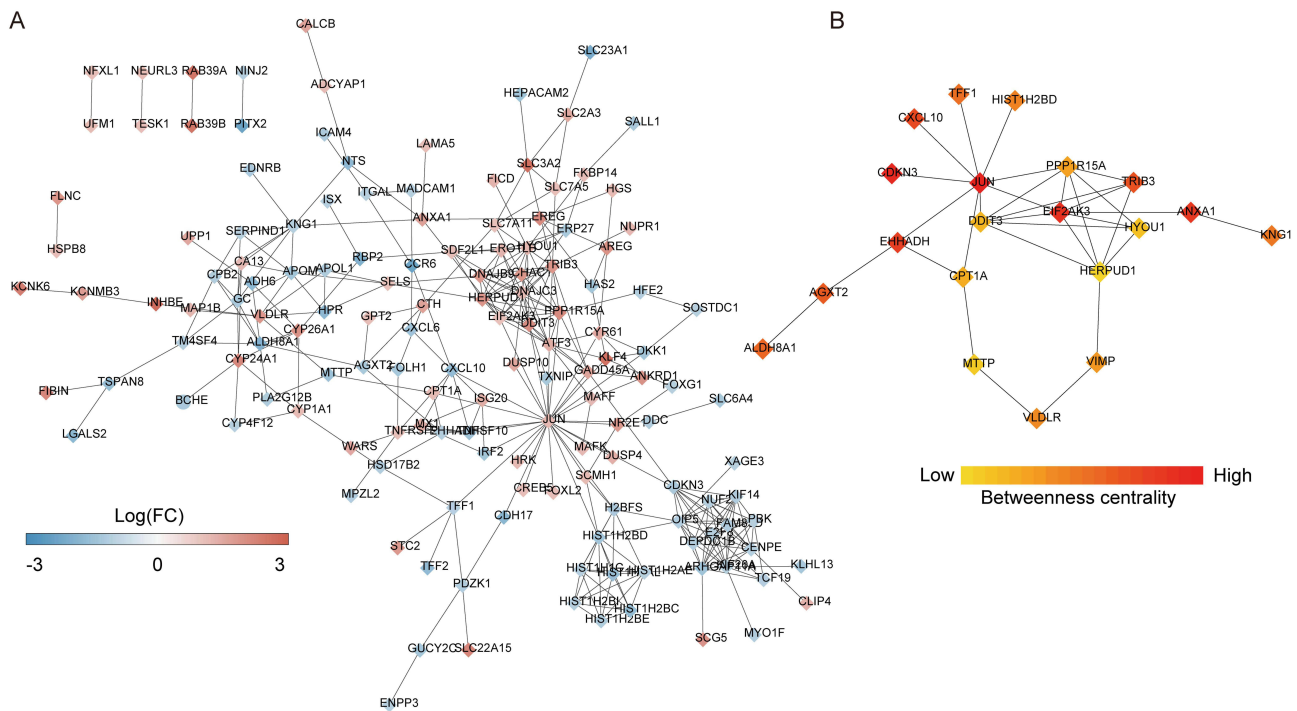 A
B
CALCB
SLC23A1
NFXL1 NEURL3 RAB39A NINJ2
ADCYAP1
HEPACAM2
SLC2A3
UFM1 TESK1 RAB39B PITX2
ICAM4
SALL1
LAMA5
EDNRB
NTS
SLC3A2
FKBP14
FICD
SLC7A5
HGS
ITGAL MADCAM1
ISX
FLNC
ANXA1
EREG
NUPR1
KNG1
SLC7A11
ERP27
SERPIND1
UPP1
AREG
HYOU1
HSPB8
SDF2L1
RBP2
CA13
CCR6
TRIB3
CPB2
APOM
APOL1
DNAJB9
ADH6
SELS
HAS2
KCNK6
KCNMB3
DNAJC3
HFE2
INHBE
GC
HERPUD1
CTH
SOSTDC1
MAP1B
VLDLR
HPR
GPT2
EIF2AK3
PPP1R15A
DDIT3
CYP26A1
CXCL6
CYR61
TM4SF4
ALDH8A1
ATF3
DKK1
CYP24A1
DUSP10
KLF4
AGXT2
FOLH1
CXCL10
GADD45A
MTTP
TXNIP
ANKRD1
FOXG1
TSPAN8
FIBIN
CPT1A
BCHE
PLA2G12B
ISG20
MAFF
SLC6A4
CYP1A1
CYP4F12
MX1
JUN
DDC
LGALS2
WARS
MAFK
IRF2
DUSP4
HSD17B2
HRK
XAGE3
SCMH1
MPZL2
CREB5
FOXL2
CDKN3
NUF2
KIF14
TFF1
CDH17
H2BFS
OIP5
PBK
HIST1H2BD
CENPE
STC2
TFF2
KLHL13
TCF19
PDZK1
HIST1H2BC
CLIP4
HIST1H2BE
MYO1F
SCG5
GUCY2C
SLC22A15
ENPP3
Log(FC)
-3 0 3
TFF1
HIST1H2BD
CXCL10
PPP1R15A
CDKN3
JUN
TRIB3
EIF2AK3
ANXA1
DDIT3
HYOU1
KNG1
EHHADH
HERPUD1
CPT1A
AGXT2
ALDH8A1
MTTP
VIMP
VLDLR
Low High
Betweenness centrality